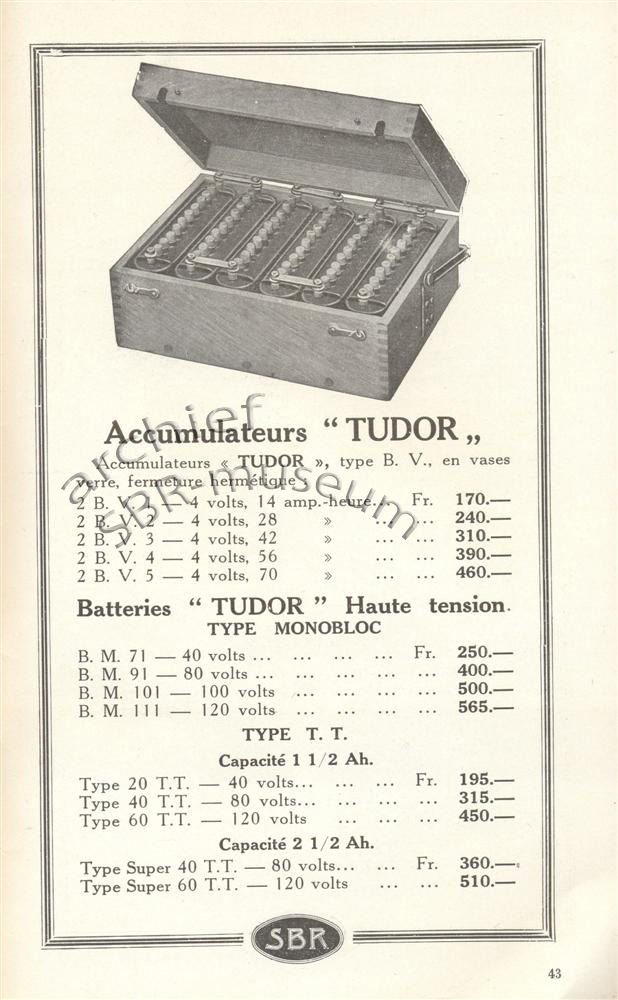 Accumulateurs “ TUDOR „
Accumulateurs « TUDOR », type B. V., en vases
verre, fermeture hermétique :
2 B. V. 1 — 4 volts, 14 amp.-heure... Fr. 170.—
2 B. V. 2 — 4 volts, 28 » ... ... 240.—
2 B. V. 3 — 4 volts, 42 » ... ... 310.—
2 B. V. 4 — 4 volts, 56 » ... ... 390.—
2 B. V. 5 — 4 volts, 70 » ... ... 460.—
Batteries “ TUDOR ” Haute tension.
TYPE MONOBLOC
B. M. 71 — 40 volts ... ... ... ... Fr. 250.—
B. M. 91 — 80 volts ... ... ... ... ... 400.—
B. M. 101 — 100 volts ... ... ... ... 500.—
B. M. 111 — 120 volts ... ... ... ... 565.—
TYPE T. T.
Capacité 1 1/2 Ah.
Type 20 T.T. — 40 volts... ... ... Fr. 195.—
Type 40 T.T. — 80 volts... ... ... ... 315.—
Type 60 T.T. — 120 volts ... ... ... 450.—
Capacité 2 1/2 Ah.
Type Super 40 T.T. — 80 volts... ... Fr. 360.—
Type Super 60 T.T. — 120 volts ... ... 510.—
SBR
43
archief
SBR-museum